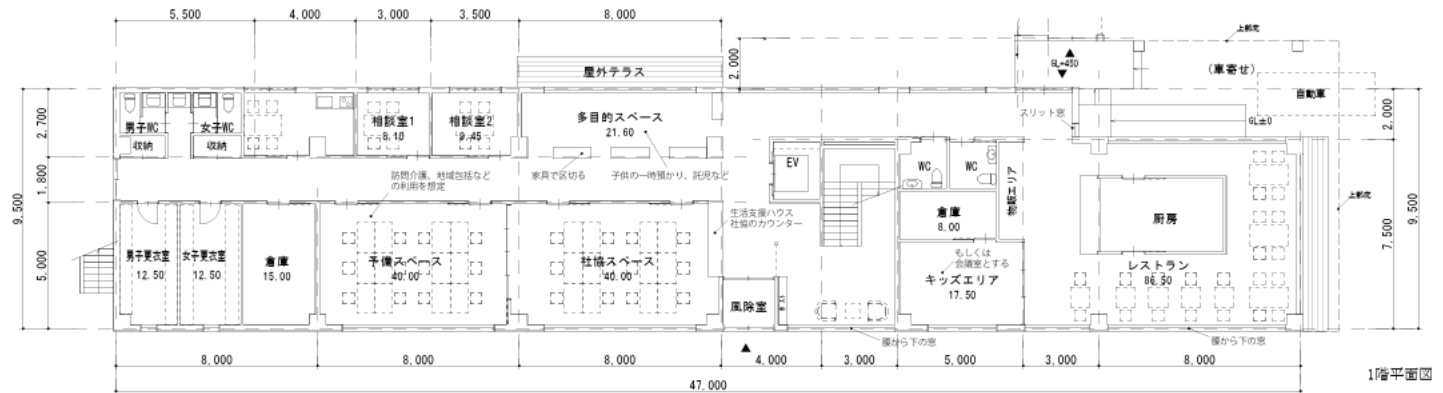 5,500
4,000
3,000
3,500
8,000
上部庇
2,000
GL+450
(車寄せ)
屋外テラス
自動車
2,700
男子WC
女子WC
収納
収納
相談室1
8.10
相談室2
9.45
多目的スペース
21.60
スリット窓
GL±0
2,000
9,500
1,800
訪問介護、地域包括など
の利用を想定
家具で区切る
子供の一時預かり、託児など
EV
WC
WC
物販エリア
上部庇
生活支援ハウス
社協のカウンター
倉庫
8.00
厨房
7,500
9,500
5,000
男子更衣室
12.50
女子更衣室
12.50
倉庫
15.00
予備スペース
40.00
社協スペース
40.00
もしくは
会議室とする
キッズエリア
17.50
レストラン
86.50
風除室
腰から下の窓
腰から下の窓
8,000
8,000
8,000
4,000
3,000
5,000
3,000
8,000
47,000
1階平面図